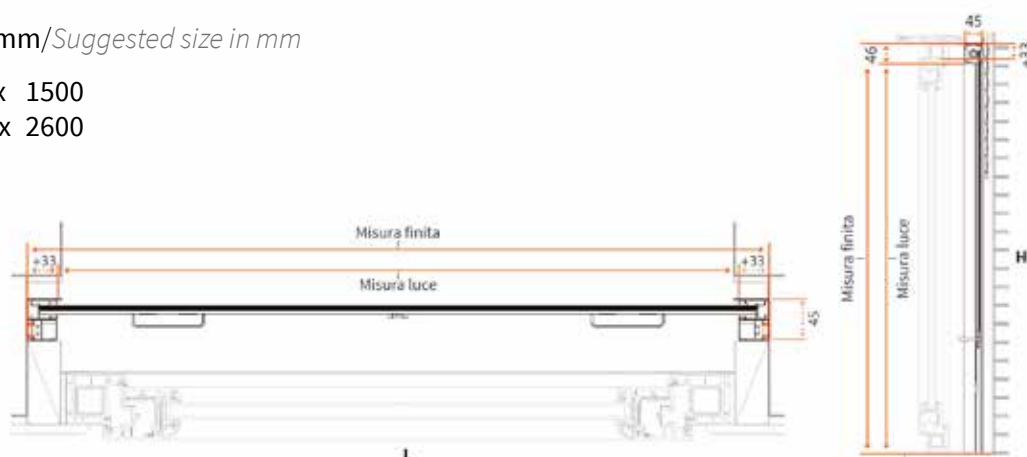 mm/Suggested size in mm
x 1500
x 2600
Misura finita
+33
+33
Misura luce
45
45
46
+33
Misura finita
Misura luce
H